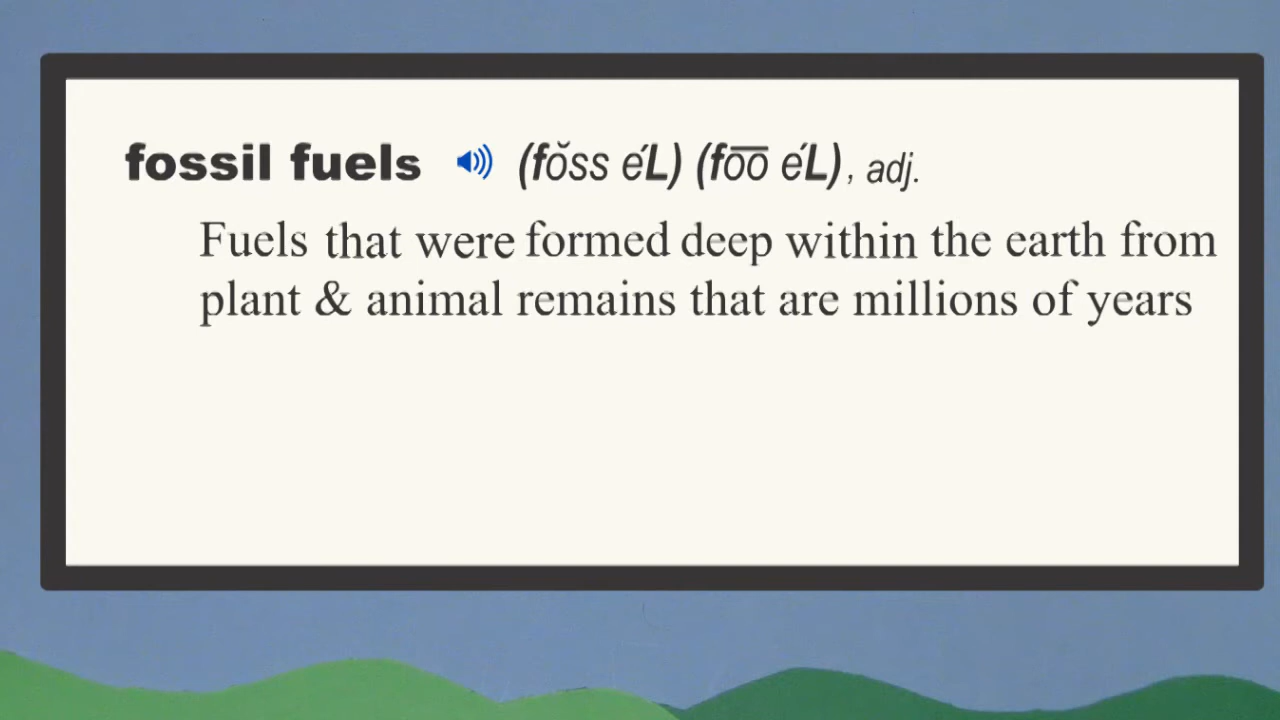 fossil fuels (fŏss éL) (fo͞o éL), adj.
Fuels that were formed deep within the earth from
plant & animal remains that are millions of years